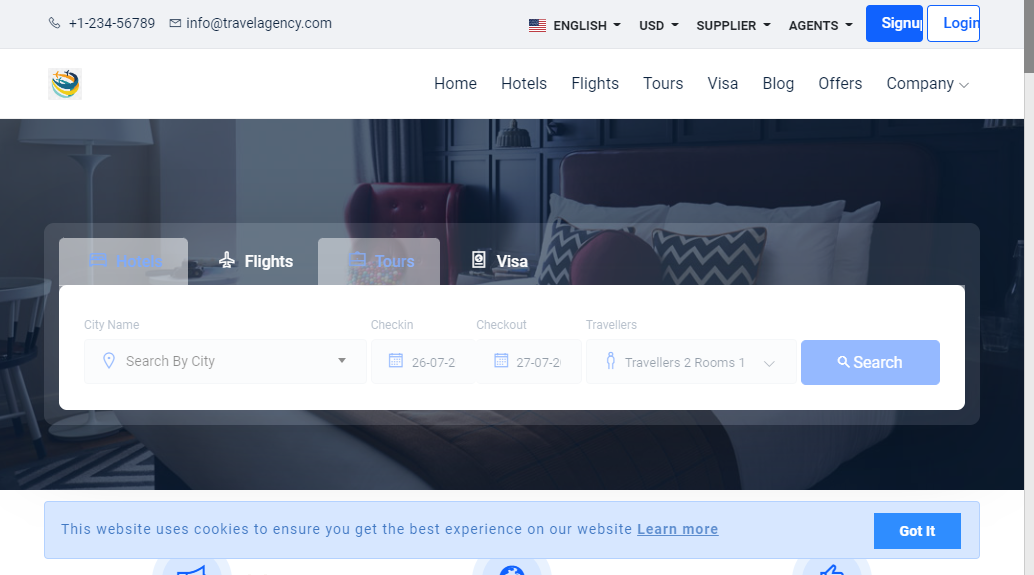 +1-234-56789 info@travelagency.com ENGLISH USD SUPPLIER AGENTS Signup Login
Home Hotels Flights Tours Visa Blog Offers Company
Hotels Flights Tours Visa
City Name Checkin Checkout Travellers
Search By City 26-07-2 27-07-2 Travellers 2 Rooms 1 Search
This website uses cookies to ensure you get the best experience on our website Learn more Got It